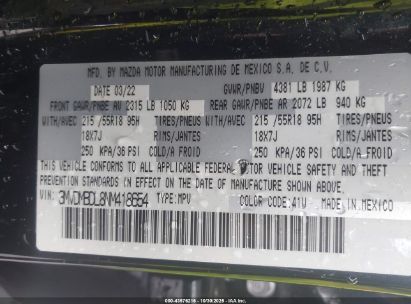 MFD. BY MAZDA MOTOR MANUFACTURING DE MEXICO S.A. DE C.V.
DATE 03/22 GVWR/PNBV 4381 LB 1987 KG
FRONT GAWR/PNBE AV 2315 LB 1050 KG REAR GAWR/PNBE AR 2072 LB 940 KG
WITH/AVEC 215 /55R18 95H TIRES/PNEUS WITH/AVEC 215 /55R18 95H TIRES/PNEUS
18X7J RIMS/JANTES 18X7J RIMS/JANTES
250 KPA/36 PSI COLD/A FROID 250 KPA/36 PSI COLD/A FROID
THIS VEHICLE CONFORMS TO ALL APPLICABLE FEDERAL MOTOR VEHICLE SAFETY AND THEFT
PREVENTION STANDARDS IN EFFECT ON THE DATE OF MANUFACTURE SHOWN ABOVE.
VIN: 3MVDMBDL8NM418654 TYPE:MPV COLOR CODE:41W MADE IN MEXICO